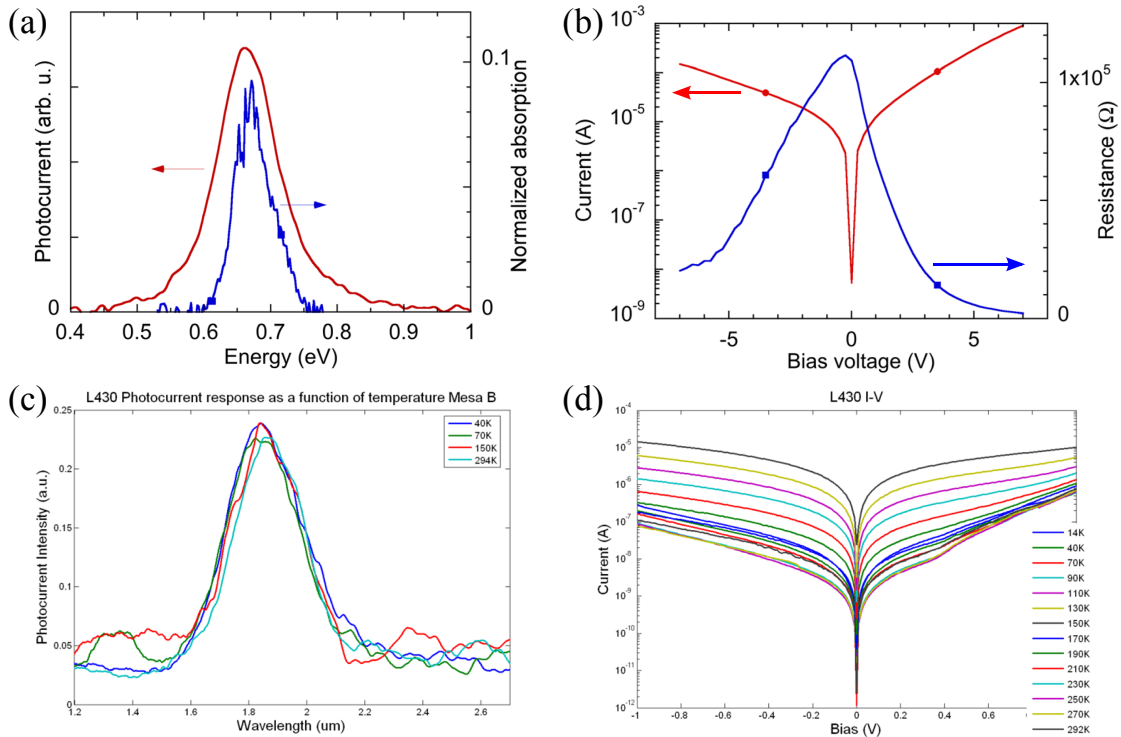 (a)
Photocurrent (arb. u.)
0
0.4 0.5 0.6 0.7 0.8 0.9 1
Energy (eV)
0.1
0
Normalized absorption
(b)
Current (A)
10-3
10-5
10-7
10-9
-5 0 5
Bias voltage (V)
1x10⁵
0
Resistance (Ω)
(c)
L430 Photocurrent response as a function of temperature Mesa B
Photocurrent Intensity (a.u.)
0.25
0.2
0.15
0.1
0.05
0
1.2 1.4 1.6 1.8 2 2.2 2.4 2.6
Wavelength (um)
40K
70K
150K
294K
(d)
L430 I-V
Current (A)
10-4
10-5
10-6
10-7
10-8
10-9
10-10
10-11
10-12
-1 -0.8 -0.6 -0.4 -0.2 0 0.2 0.4 0.6 0.8
Bias (V)
14K
40K
70K
90K
110K
130K
150K
170K
190K
210K
230K
250K
270K
292K